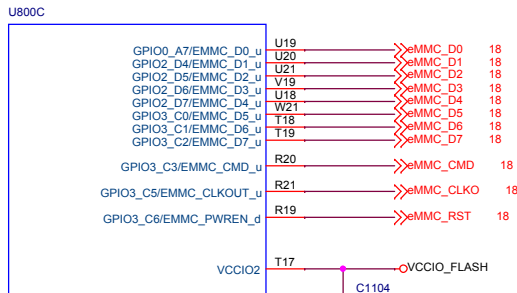 U800C
GPIO0_A7/EMMC_D0_u U19 eMMC_D0 18
GPIO2_D4/EMMC_D1_u U20 eMMC_D1 18
GPIO2_D5/EMMC_D2_u U21 eMMC_D2 18
GPIO2_D6/EMMC_D3_u V19 eMMC_D3 18
GPIO2_D7/EMMC_D4_u U18 eMMC_D4 18
GPIO3_C0/EMMC_D5_u W21 eMMC_D5 18
GPIO3_C1/EMMC_D6_u T18 eMMC_D6 18
GPIO3_C2/EMMC_D7_u T19 eMMC_D7 18
GPIO3_C3/EMMC_CMD_u R20 eMMC_CMD 18
GPIO3_C5/EMMC_CLKOUT_u R21 eMMC_CLKO 18
GPIO3_C6/EMMC_PWREN_d R19 eMMC_RST 18
VCCIO2 T17 VCCIO_FLASH
C1104